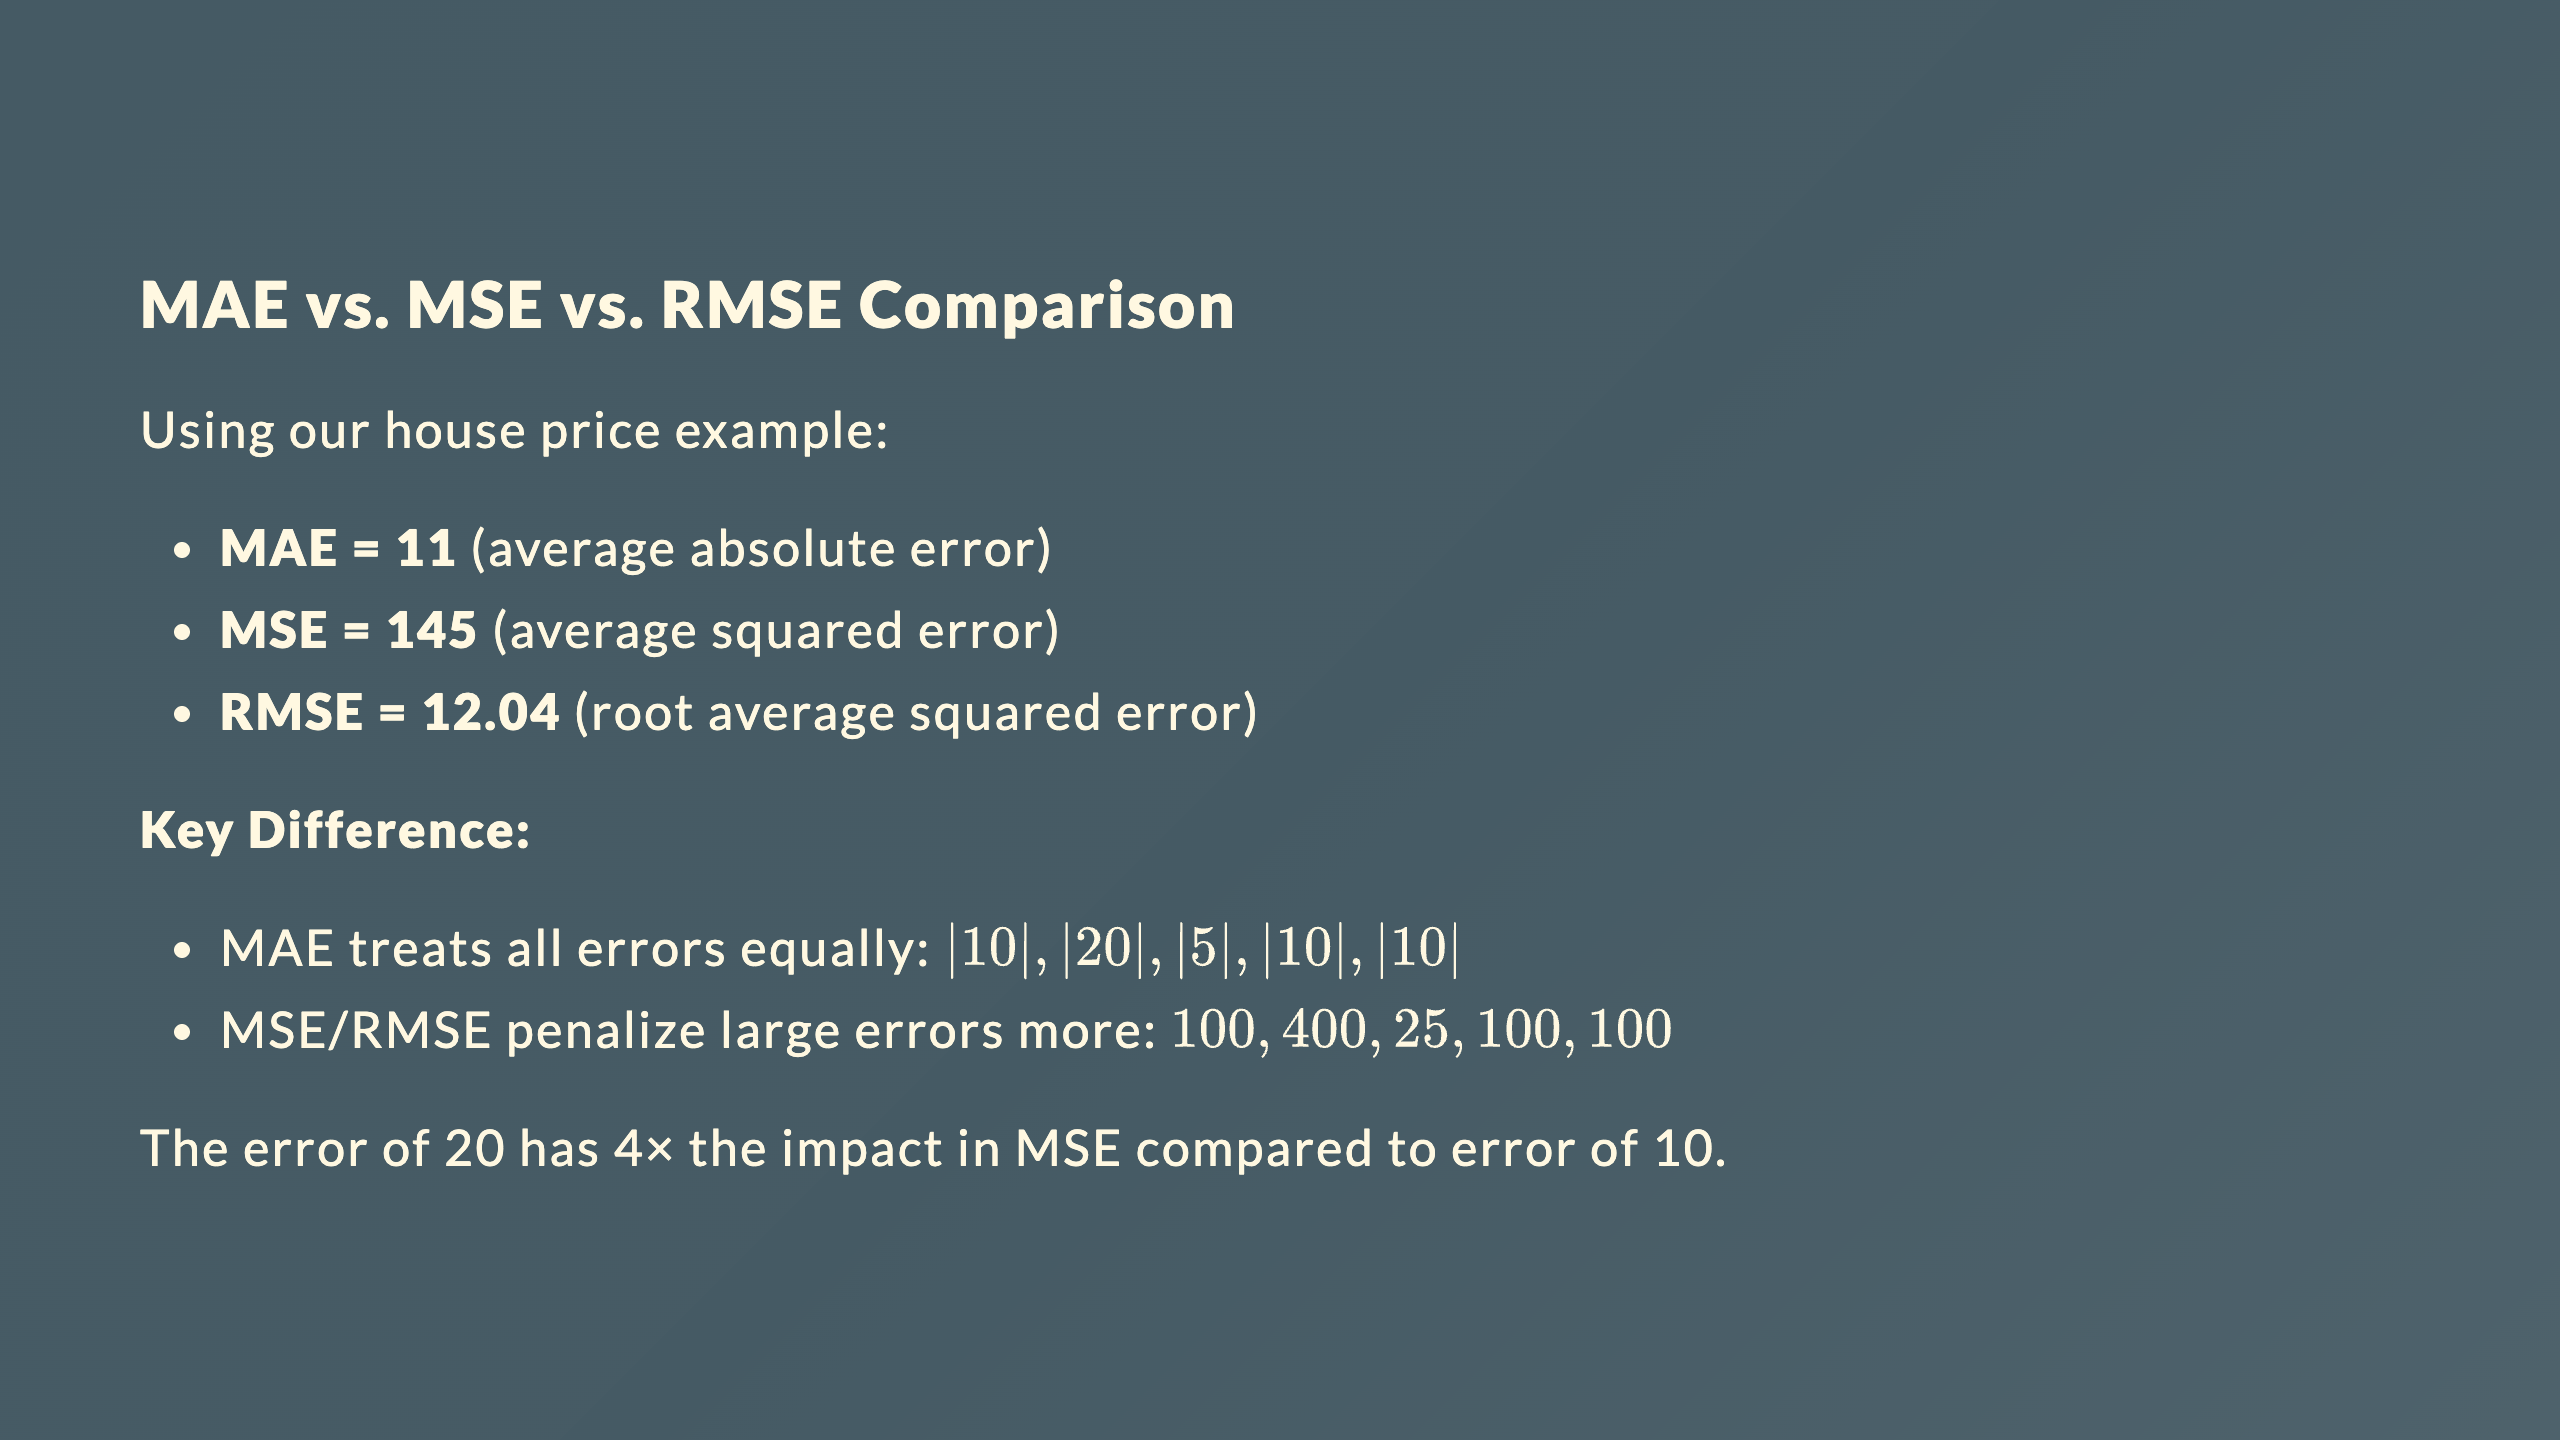 MAE vs. MSE vs. RMSE Comparison
Using our house price example:
• MAE = 11 (average absolute error)
• MSE = 145 (average squared error)
• RMSE = 12.04 (root average squared error)
Key Difference:
• MAE treats all errors equally: |10|, |20|, |5|, |10|, |10|
• MSE/RMSE penalize large errors more: 100, 400, 25, 100, 100
The error of 20 has 4× the impact in MSE compared to error of 10.